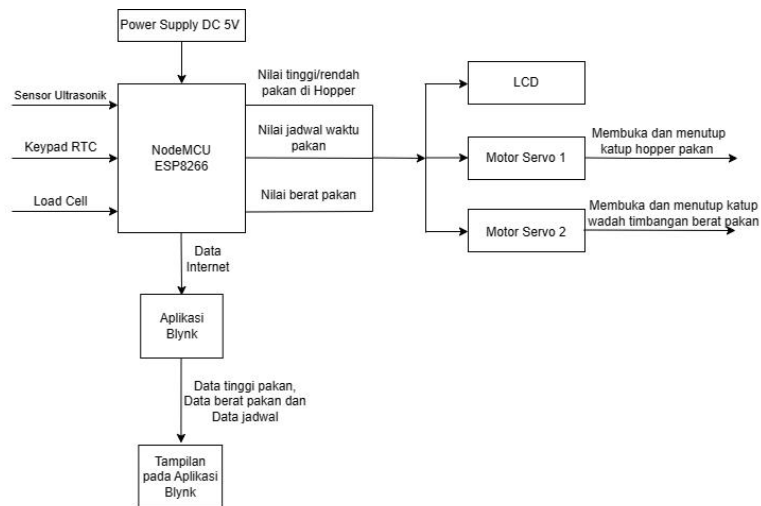 Power Supply DC 5V
Sensor Ultrasonik
Keypad RTC
Load Cell
NodeMCU
ESP8266
Nilai tinggi/rendah
pakan di Hopper
Nilai jadwal waktu
pakan
Nilai berat pakan
LCD
Motor Servo 1
Membuka dan menutup
katup hopper pakan
Motor Servo 2
Membuka dan menutup katup
wadah timbangan berat pakan
Data
Internet
Aplikasi
Blynk
Data tinggi pakan,
Data berat pakan dan
Data jadwal
Tampilan
pada Aplikasi
Blynk